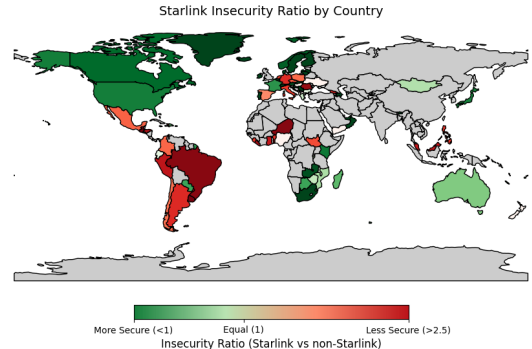 Starlink Insecurity Ratio by Country
More Secure (<1) Equal (1) Less Secure (>2.5)
Insecurity Ratio (Starlink vs non-Starlink)